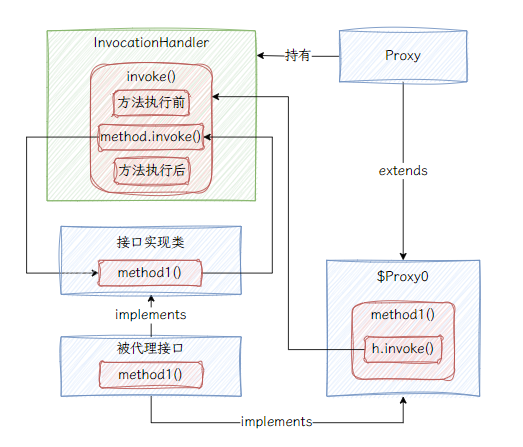 InvocationHandler
invoke()
方法执行前
method.invoke()
方法执行后
持有
Proxy
extends
接口实现类
method1()
implements
被代理接口
method1()
$Proxy0
method1()
h.invoke()
implements